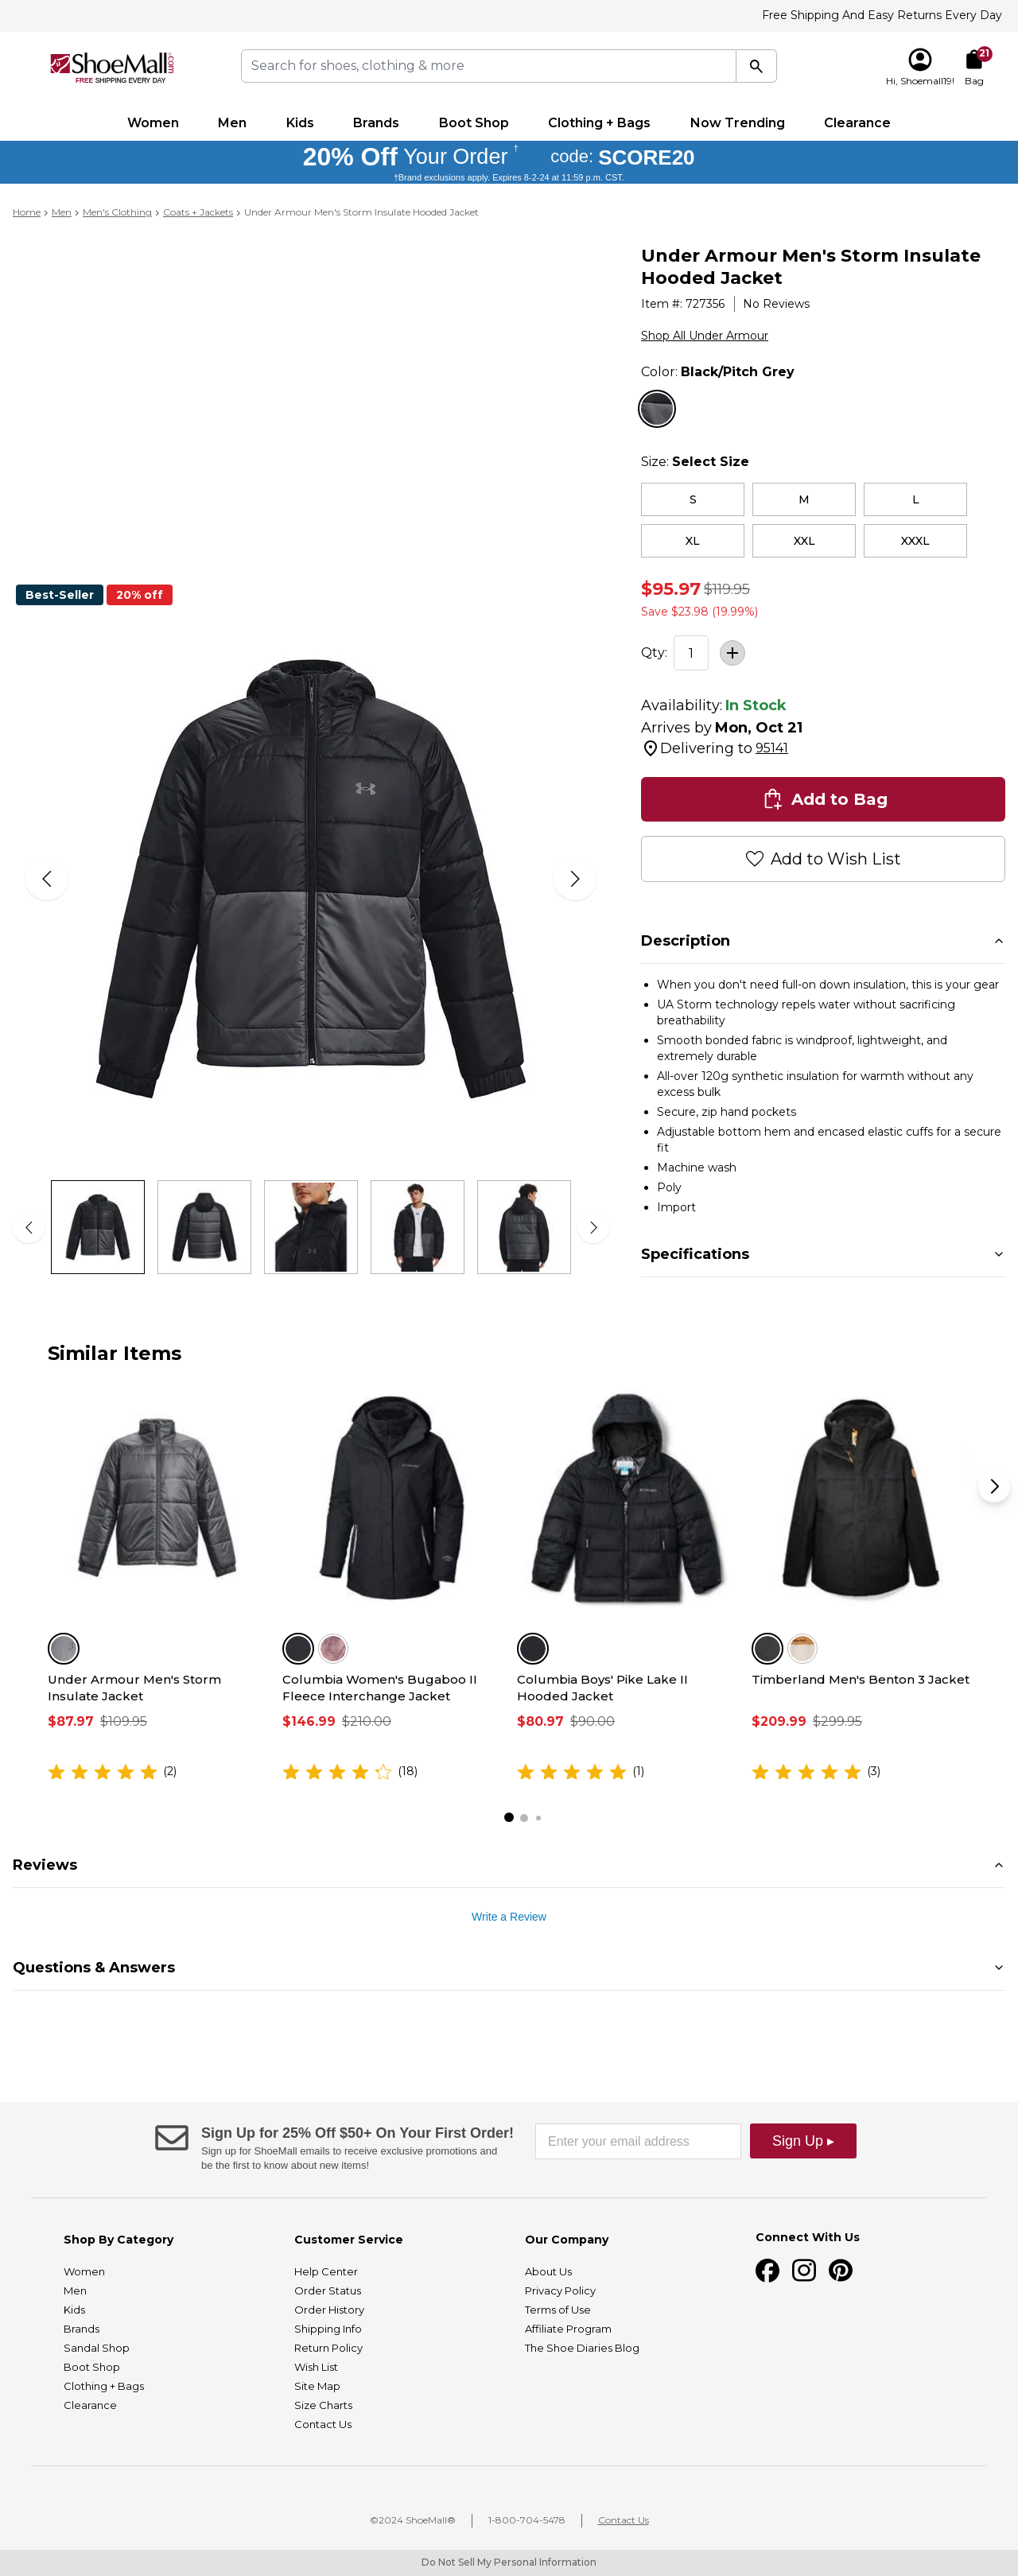 Free Shipping And Easy Returns Every Day
ShoeMall.com
FREE SHIPPING EVERY DAY
Search for shoes, clothing & more
21
Hi, Shoemall19!
Bag
Women Men Kids Brands Boot Shop Clothing + Bags Now Trending Clearance
20% Off Your Order † code: SCORE20
†Brand exclusions apply. Expires 8-2-24 at 11:59 p.m. CST.
Home > Men > Men's Clothing > Coats + Jackets > Under Armour Men's Storm Insulate Hooded Jacket
Under Armour Men's Storm Insulate
Hooded Jacket
Item #: 727356 | No Reviews
Shop All Under Armour
Color: Black/Pitch Grey
Size: Select Size
S M L
XL XXL XXXL
Best-Seller 20% off
$95.97 $119.95
Save $23.98 (19.99%)
Qty: 1 +
Availability: In Stock
Arrives by Mon, Oct 21
Delivering to 95141
Add to Bag
Add to Wish List
Description
• When you don't need full-on down insulation, this is your gear
• UA Storm technology repels water without sacrificing
breathability
• Smooth bonded fabric is windproof, lightweight, and
extremely durable
• All-over 120g synthetic insulation for warmth without any
excess bulk
• Secure, zip hand pockets
• Adjustable bottom hem and encased elastic cuffs for a secure
fit
• Machine wash
• Poly
• Import
Specifications
Similar Items
Under Armour Men's Storm
Insulate Jacket
$87.97 $109.95
(2)
Columbia Women's Bugaboo II
Fleece Interchange Jacket
$146.99 $210.00
(18)
Columbia Boys' Pike Lake II
Hooded Jacket
$80.97 $90.00
(1)
Timberland Men's Benton 3 Jacket
$209.99 $299.95
(3)
Reviews
Write a Review
Questions & Answers
Sign Up for 25% Off $50+ On Your First Order!
Sign up for ShoeMall emails to receive exclusive promotions and
be the first to know about new items!
Enter your email address
Sign Up ▸
Shop By Category
Women
Men
Kids
Brands
Sandal Shop
Boot Shop
Clothing + Bags
Clearance
Customer Service
Help Center
Order Status
Order History
Shipping Info
Return Policy
Wish List
Site Map
Size Charts
Contact Us
Our Company
About Us
Privacy Policy
Terms of Use
Affiliate Program
The Shoe Diaries Blog
Connect With Us
©2024 ShoeMall® | 1-800-704-5478 | Contact Us
Do Not Sell My Personal Information